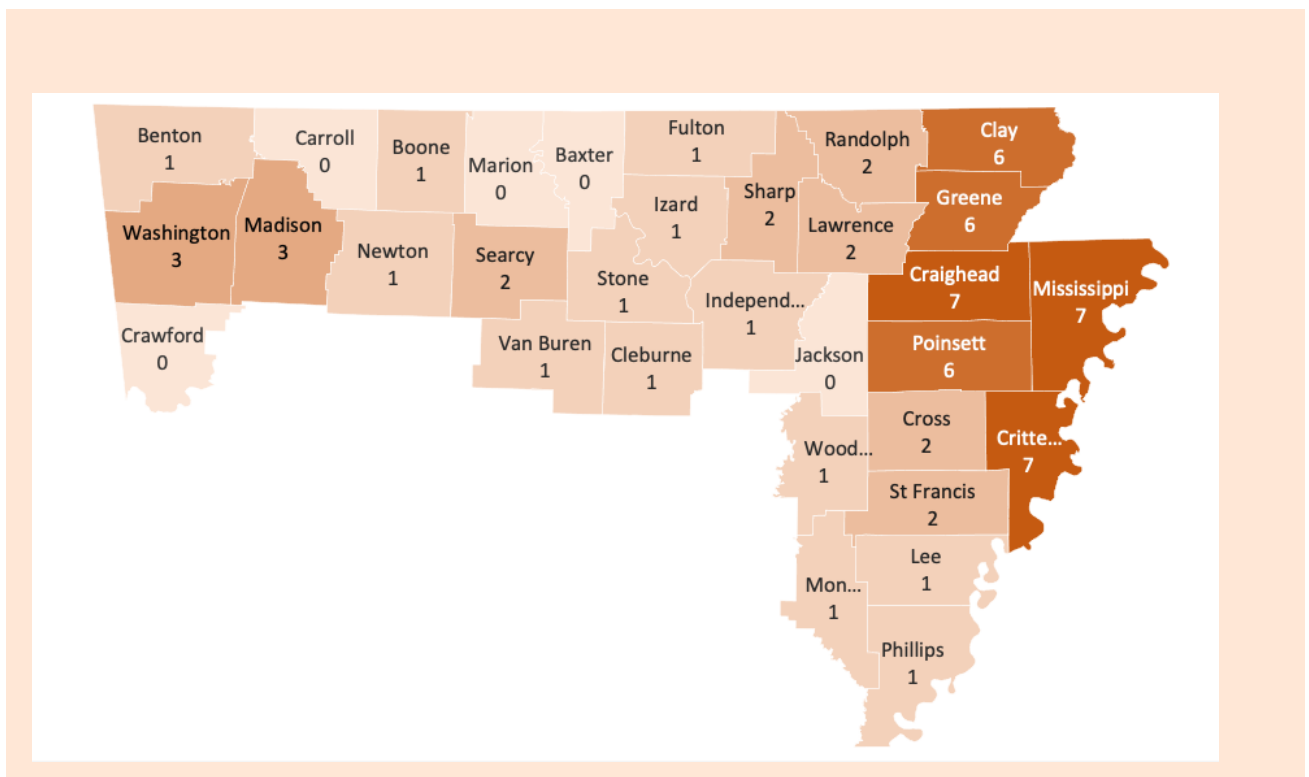 Benton
1
Carroll
0
Boone
1
Marion
0
Baxter
0
Fulton
1
Randolph
2
Clay
6
Washington
3
Madison
3
Newton
1
Searcy
2
Izard
1
Sharp
2
Lawrence
2
Greene
6
Stone
1
Independ...
1
Craighead
7
Mississippi
7
Crawford
0
Van Buren
1
Cleburne
1
Jackson
0
Poinsett
6
Wood...
1
Cross
2
Critte...
7
St Francis
2
Mon...
1
Lee
1
Phillips
1